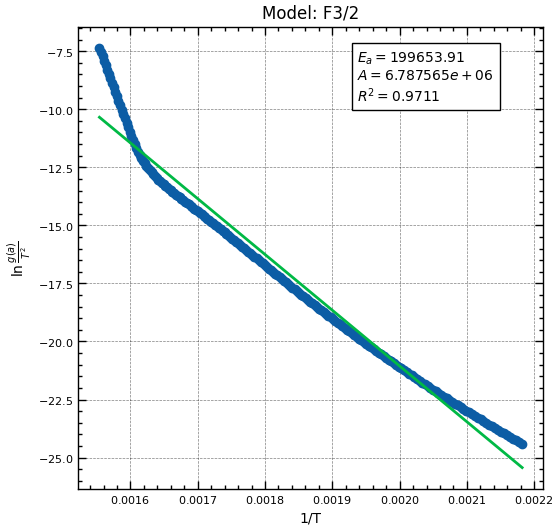 Model: F3/2
E_a = 199653.91
A = 6.787565e + 06
R² = 0.9711
−7.5
−10.0
−12.5
−15.0
−17.5
−20.0
−22.5
−25.0
ln g(a)/T²
0.0016 0.0017 0.0018 0.0019 0.0020 0.0021 0.0022
1/T